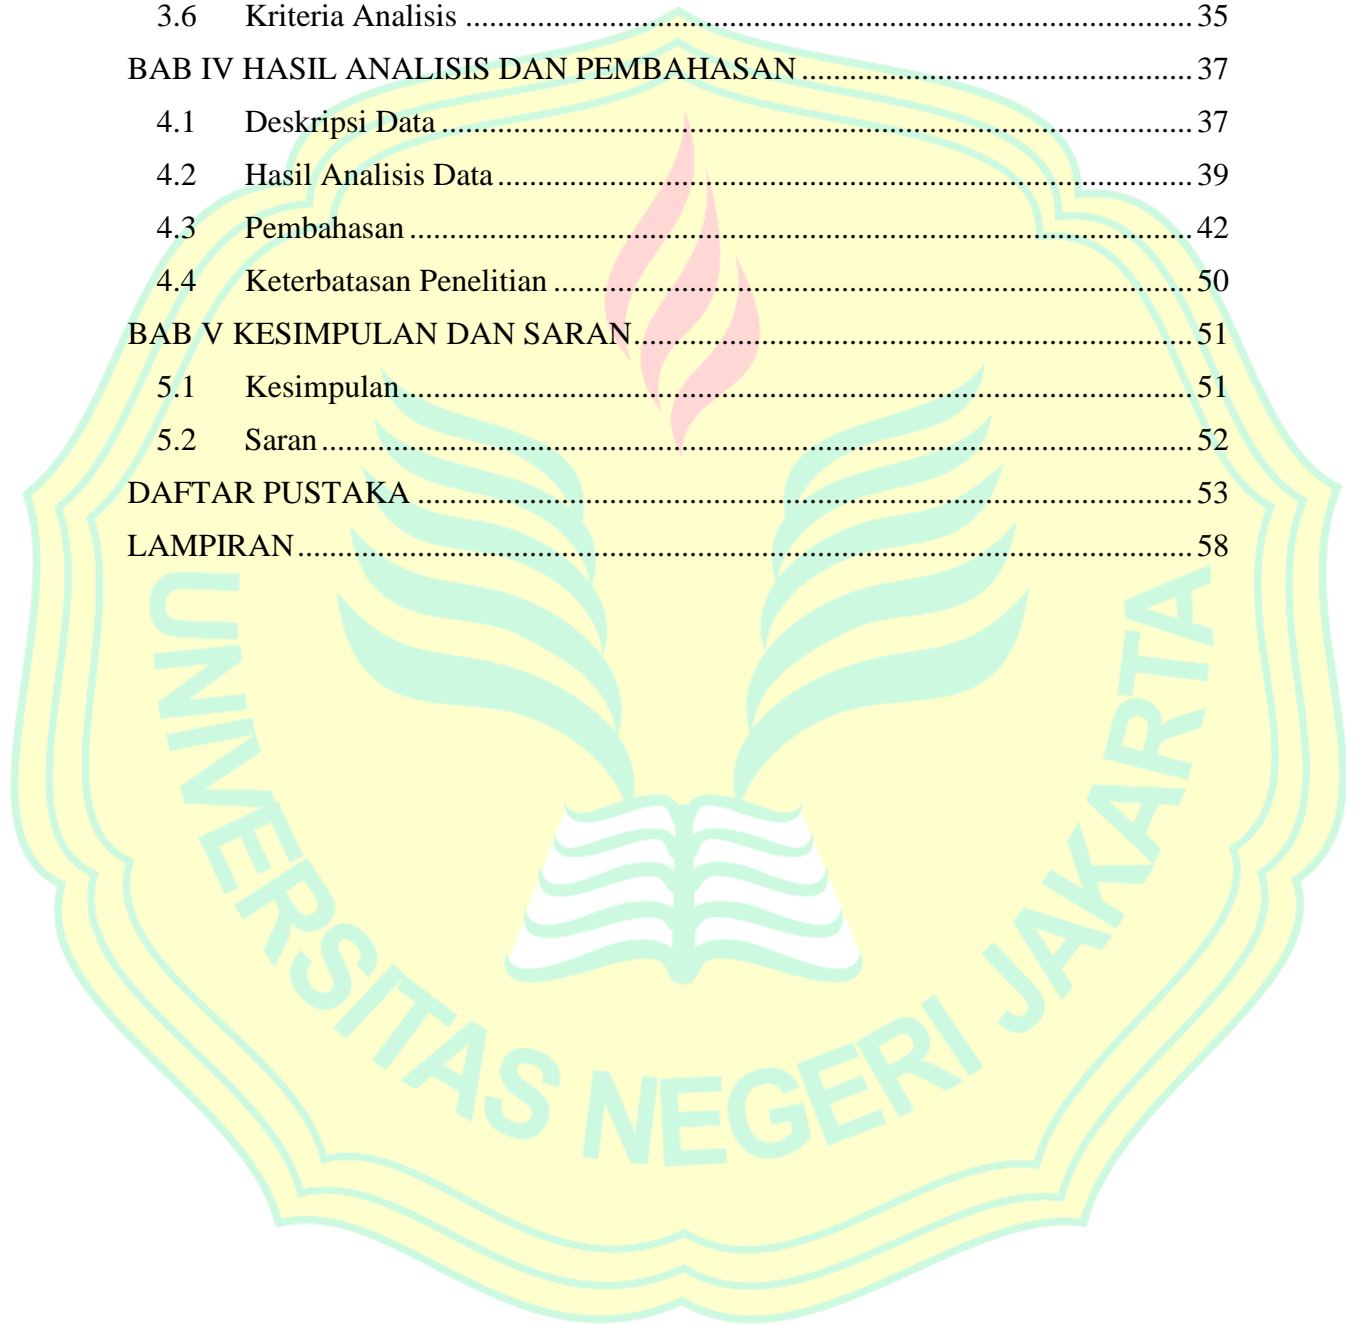 3.6 Kriteria Analisis ........................................................................................... 35
BAB IV HASIL ANALISIS DAN PEMBAHASAN ................................................. 37
4.1 Deskripsi Data .............................................................................................. 37
4.2 Hasil Analisis Data ....................................................................................... 39
4.3 Pembahasan .................................................................................................. 42
4.4 Keterbatasan Penelitian ................................................................................ 50
BAB V KESIMPULAN DAN SARAN ...................................................................... 51
5.1 Kesimpulan ................................................................................................... 51
5.2 Saran ............................................................................................................. 52
DAFTAR PUSTAKA ................................................................................................. 53
LAMPIRAN ................................................................................................................ 58
UNIVERSITAS NEGERI JAKARTA